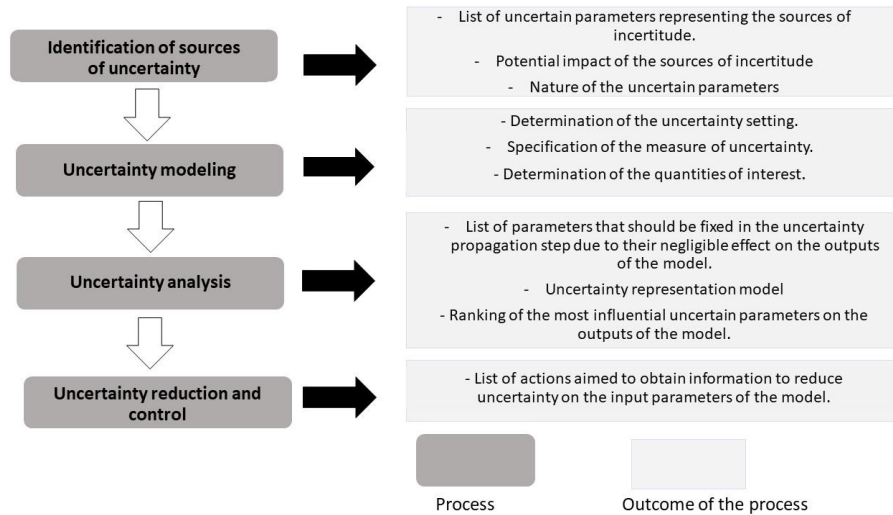 Identification of sources
of uncertainty
- List of uncertain parameters representing the sources of
incertitude.
- Potential impact of the sources of incertitude
- Nature of the uncertain parameters
Uncertainty modeling
- Determination of the uncertainty setting.
- Specification of the measure of uncertainty.
- Determination of the quantities of interest.
Uncertainty analysis
- List of parameters that should be fixed in the uncertainty
propagation step due to their negligible effect on the outputs
of the model.
- Uncertainty representation model
- Ranking of the most influential uncertain parameters on the
outputs of the model.
Uncertainty reduction and
control
- List of actions aimed to obtain information to reduce
uncertainty on the input parameters of the model.
Process
Outcome of the process